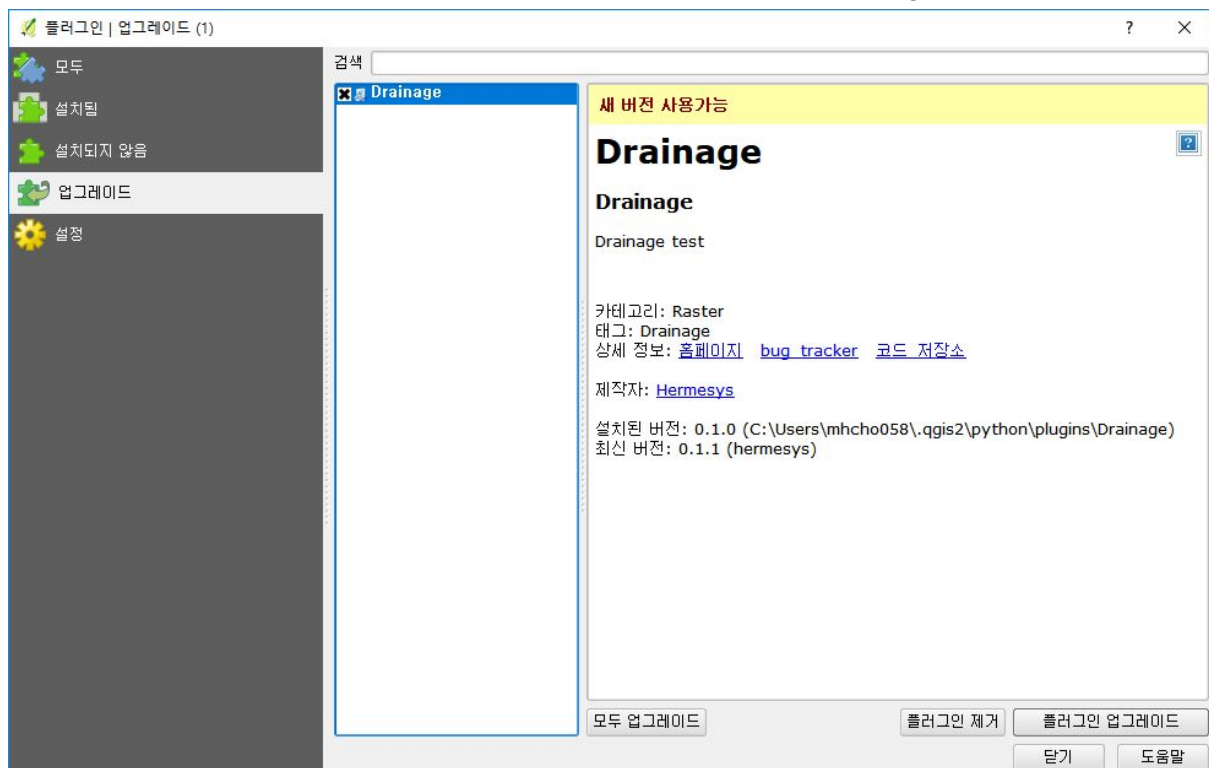 플러그인 | 업그레이드 (1)
모두
설치됨
설치되지 않음
업그레이드
설정
검색
Drainage
새 버전 사용가능
Drainage
Drainage
Drainage test
카테고리: Raster
태그: Drainage
상세 정보: 홈페이지 bug tracker 코드 저장소
제작자: Hermesys
설치된 버전: 0.1.0 (C:\Users\mhcho058\.qgis2\python\plugins\Drainage)
최신 버전: 0.1.1 (hermesys)
모두 업그레이드
플러그인 제거
플러그인 업그레이드
닫기
도움말